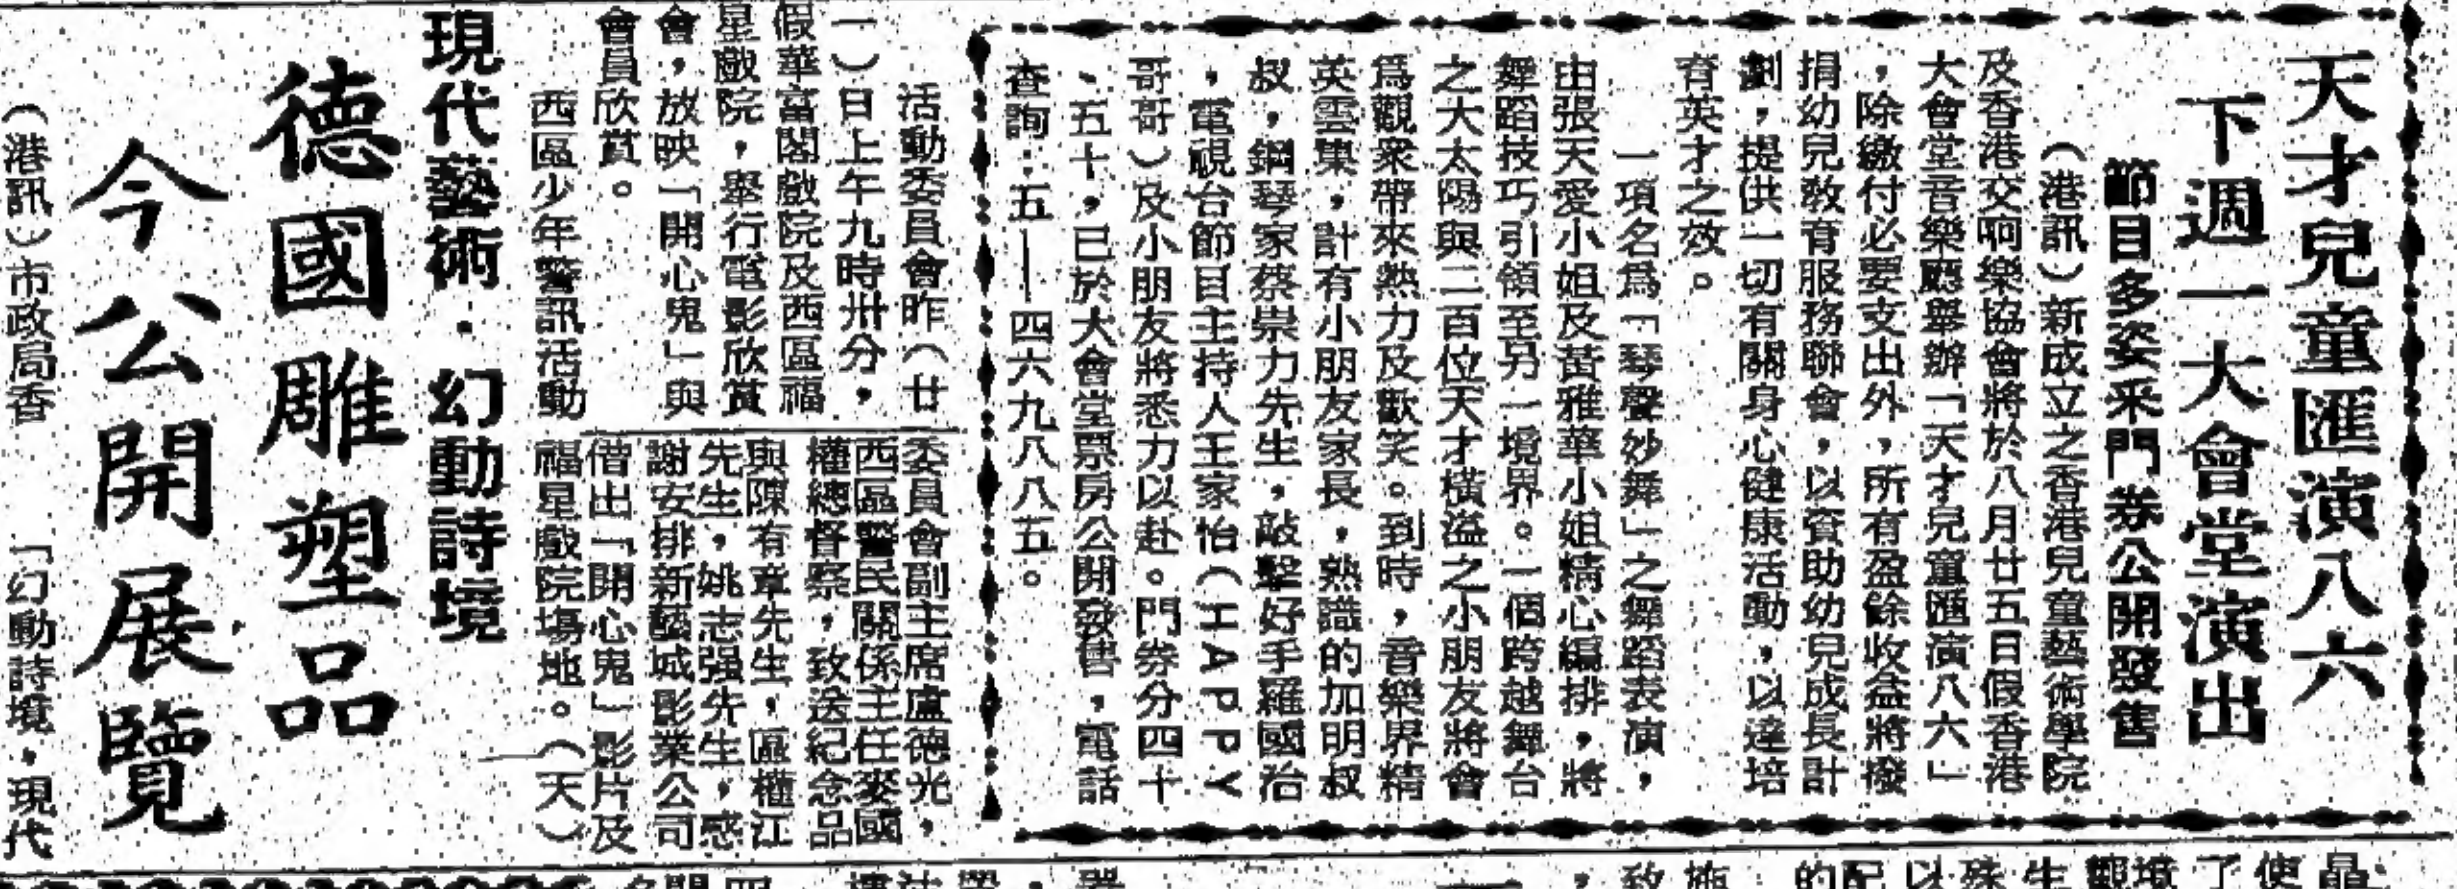 天才兒童匯演八六
下週一大會堂演出
節目多姿采門券公開發售
（港訊）新成立之香港兒童藝術學院
及香港交响樂協會將於八月廿五日假香港
大會堂音樂廳舉辦「天才兒童匯演八六」
，除繳付必要支出外，所有盈餘收益將撥
捐幼兒教育服務聯會，以資助幼兒成長計
劃，提供一切有關身心健康活動，以達培
育英才之效。
一項名爲「琴聲妙舞」之舞蹈表演，
由張天愛小姐及黃雅華小姐精心編排，將
舞蹈技巧引領至另一境界。一個跨越舞台
之大太陽與二百位天才橫溢之小朋友將會
爲觀衆帶來熱力及歡笑。到時，音樂界精
英雲集，計有小朋友家長，熟識的加明叔
叔，鋼琴家蔡崇力先生，敲擊好手羅國治
，電視台節目主持人王家怡（HAPPY
哥哥）及小朋友將悉力以赴。門券分四十
、五十，已於大會堂票房公開發售，電話
查詢：五—四六九八八五。
活動委員會昨（廿
一）日上午九時卅分，
假華富閣戲院及西區福
星戲院，舉行電影欣賞
會，放映「開心鬼」與
會員欣賞。
西區少年警訊活動
委員會副主席盧德光，
西區警民關係主任麥國
權總督察，致送紀念品
與陳有章先生，區權江
先生，姚志强先生，感
謝安排新藝城影業公司
借出「開心鬼」影片及
福星戲院場地。（天）
現代藝術·幻動詩境
德國雕塑品
今公開展覽
（港訊）市政局香
「幻動詩境，現代